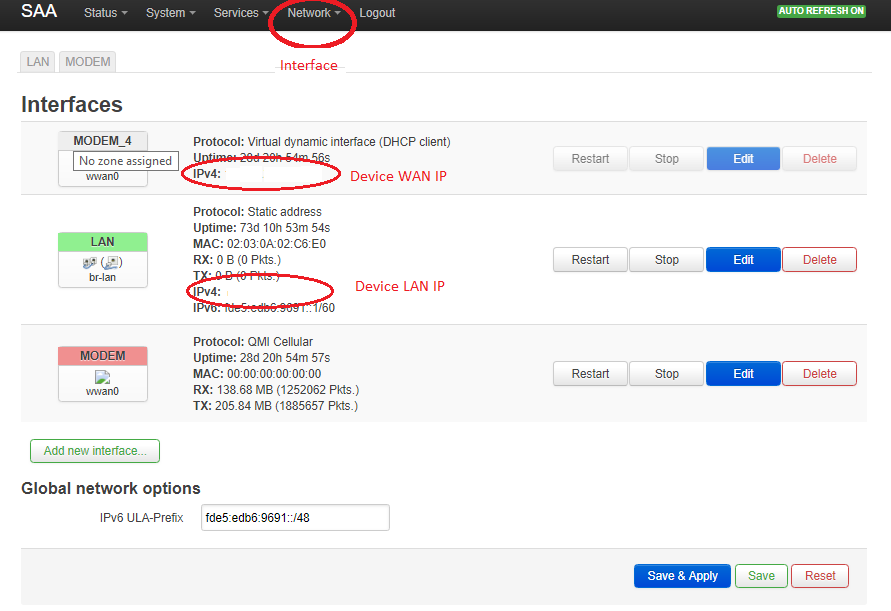 SAA Status System Services Network Logout AUTO REFRESH ON
Interface
LAN MODEM
Interfaces
MODEM_4
No zone assigned
wwan0
Protocol: Virtual dynamic interface (DHCP client)
Uptime: 28d 20h 54m 56s
IPv4:
Device WAN IP
Restart Stop Edit Delete
LAN
br-lan
Protocol: Static address
Uptime: 73d 10h 53m 54s
MAC: 02:03:0A:02:C6:E0
RX: 0 B (0 Pkts.)
TX: 0 B (0 Pkts.)
IPv4:
IPv6: fde5:edb6:9691::1/60
Device LAN IP
Restart Stop Edit Delete
MODEM
wwan0
Protocol: QMI Cellular
Uptime: 28d 20h 54m 57s
MAC: 00:00:00:00:00:00
RX: 138.68 MB (1252062 Pkts.)
TX: 205.84 MB (1885657 Pkts.)
Restart Stop Edit Delete
Add new interface...
Global network options
IPv6 ULA-Prefix fde5:edb6:9691::/48
Save & Apply Save Reset